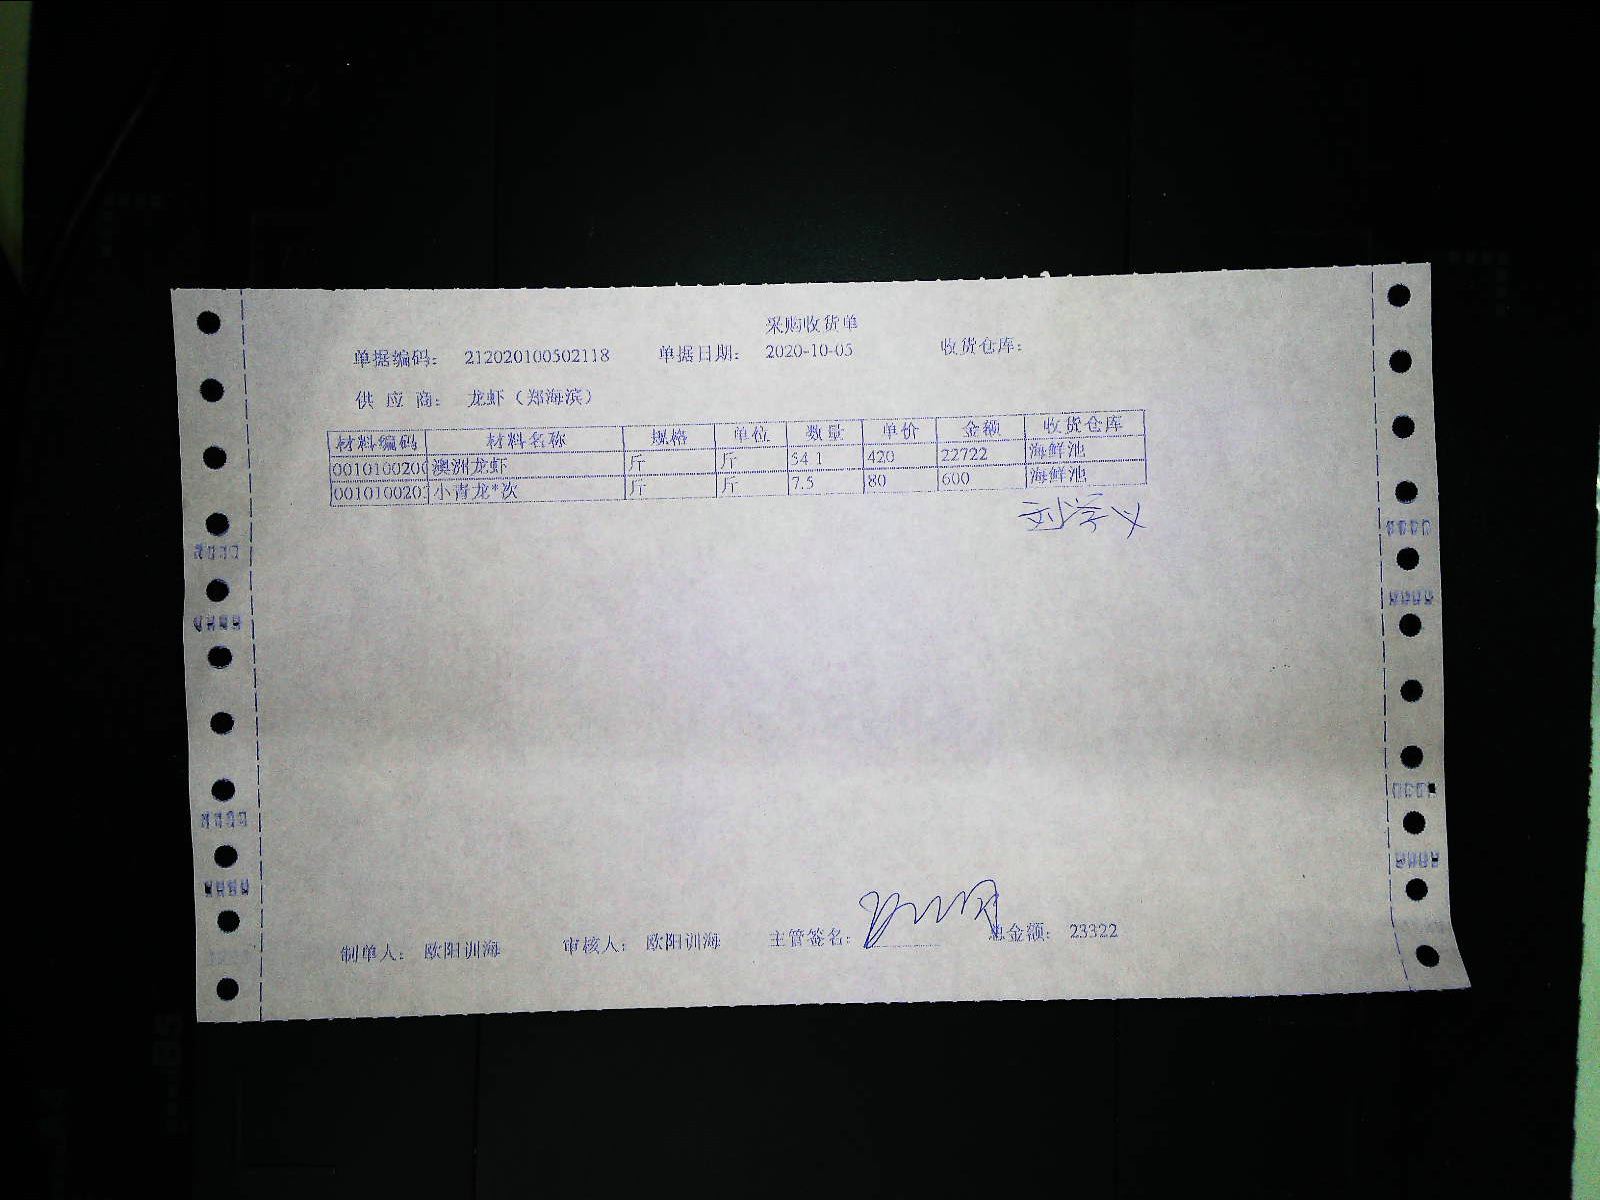 采购收货单
单据编码： 212020100502118 单据日期： 2020-10-05 收货仓库：
供 应 商： 龙虾（郑海滨）
材料编码 材料名称 规格 单位 数量 单价 金额 收货仓库
001010020 澳洲龙虾 斤 斤 54.1 420 22722 海鲜池
001010020 小青龙*次 斤 斤 7.5 80 600 海鲜池
刘学义
制单人： 欧阳训海 审核人： 欧阳训海 主管签名： 总金额： 23322